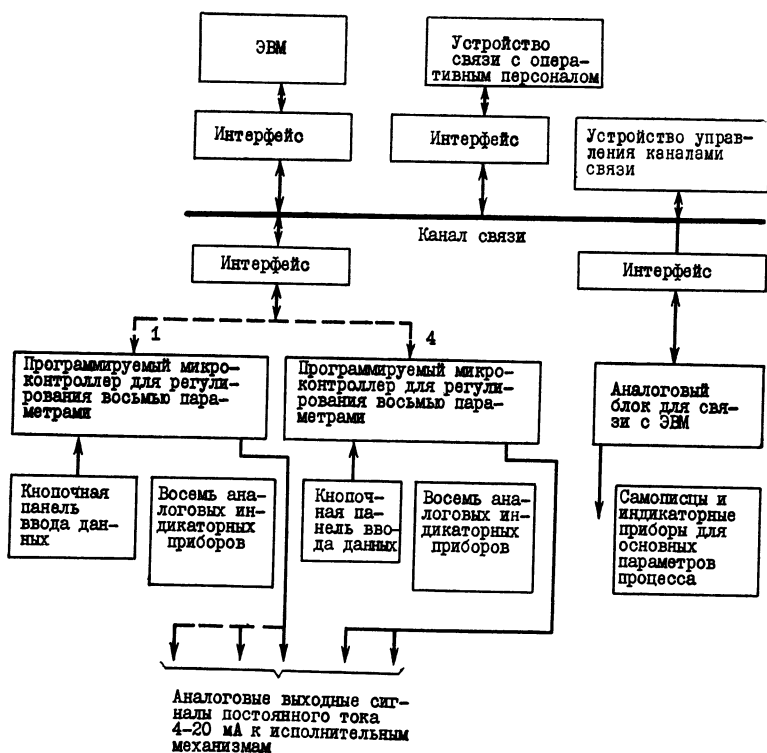 ЭВМ
Устройство
связи с опера-
тивным персоналом
Интерфейс
Интерфейс
Устройство управ-
ления каналами
связи
Канал связи
Интерфейс
Интерфейс
1
4
Программируемый микро-
контроллер для регули-
рования восьмью пара-
метрами
Программируемый микро-
контроллер для регули-
рования восьмью пара-
метрами
Аналоговый
блок для свя-
зи с ЭВМ
Кнопочная
панель
ввода дан-
ных
Восемь ана-
логовых ин-
дикаторных
приборов
Кнопоч-
ная па-
нель вво-
да данных
Восемь ана-
логовых ин-
дикаторных
приборов
Самописцы и
индикаторные
приборы для
основных
параметров
процесса
Аналоговые выходные сиг-
налы постоянного тока
4-20 мА к исполнительным
механизмам